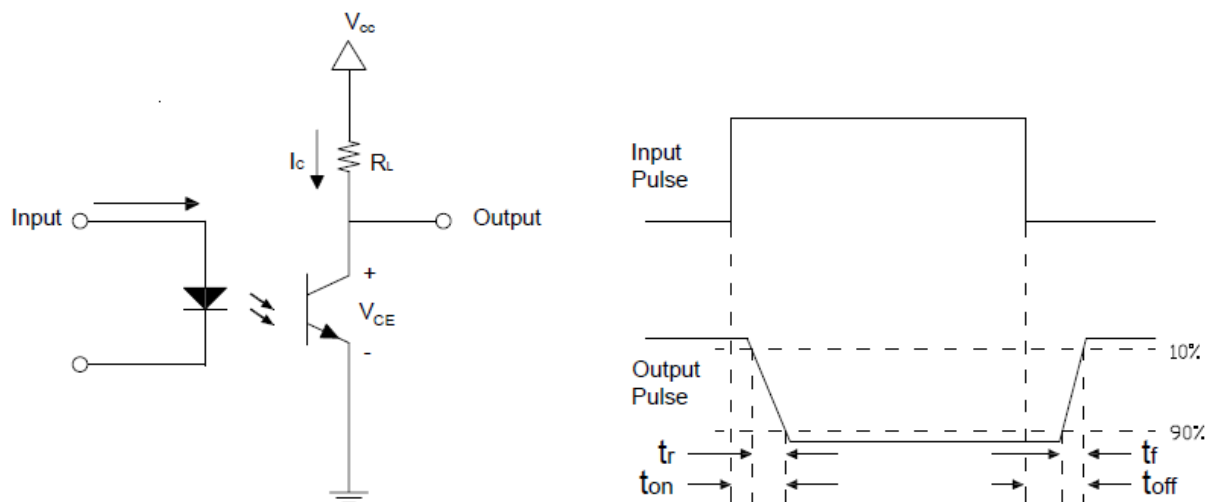 Vcc
Ic
RL
Input
Output
+
VCE
-
Input
Pulse
10%
Output
Pulse
90%
tr
tf
ton
toff